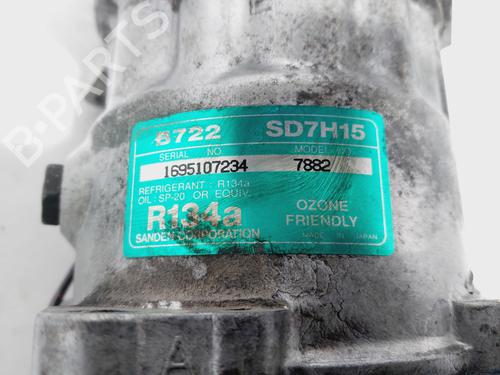 B-PARTS
8722 SD7H15
SERIAL NO. MODEL NO.
1695107234 7882
REFRIGERANT : R134a
OIL : SP-20 OR EQUIV.
R134a OZONE FRIENDLY
SANDEN CORPORATION MADE IN JAPAN
A